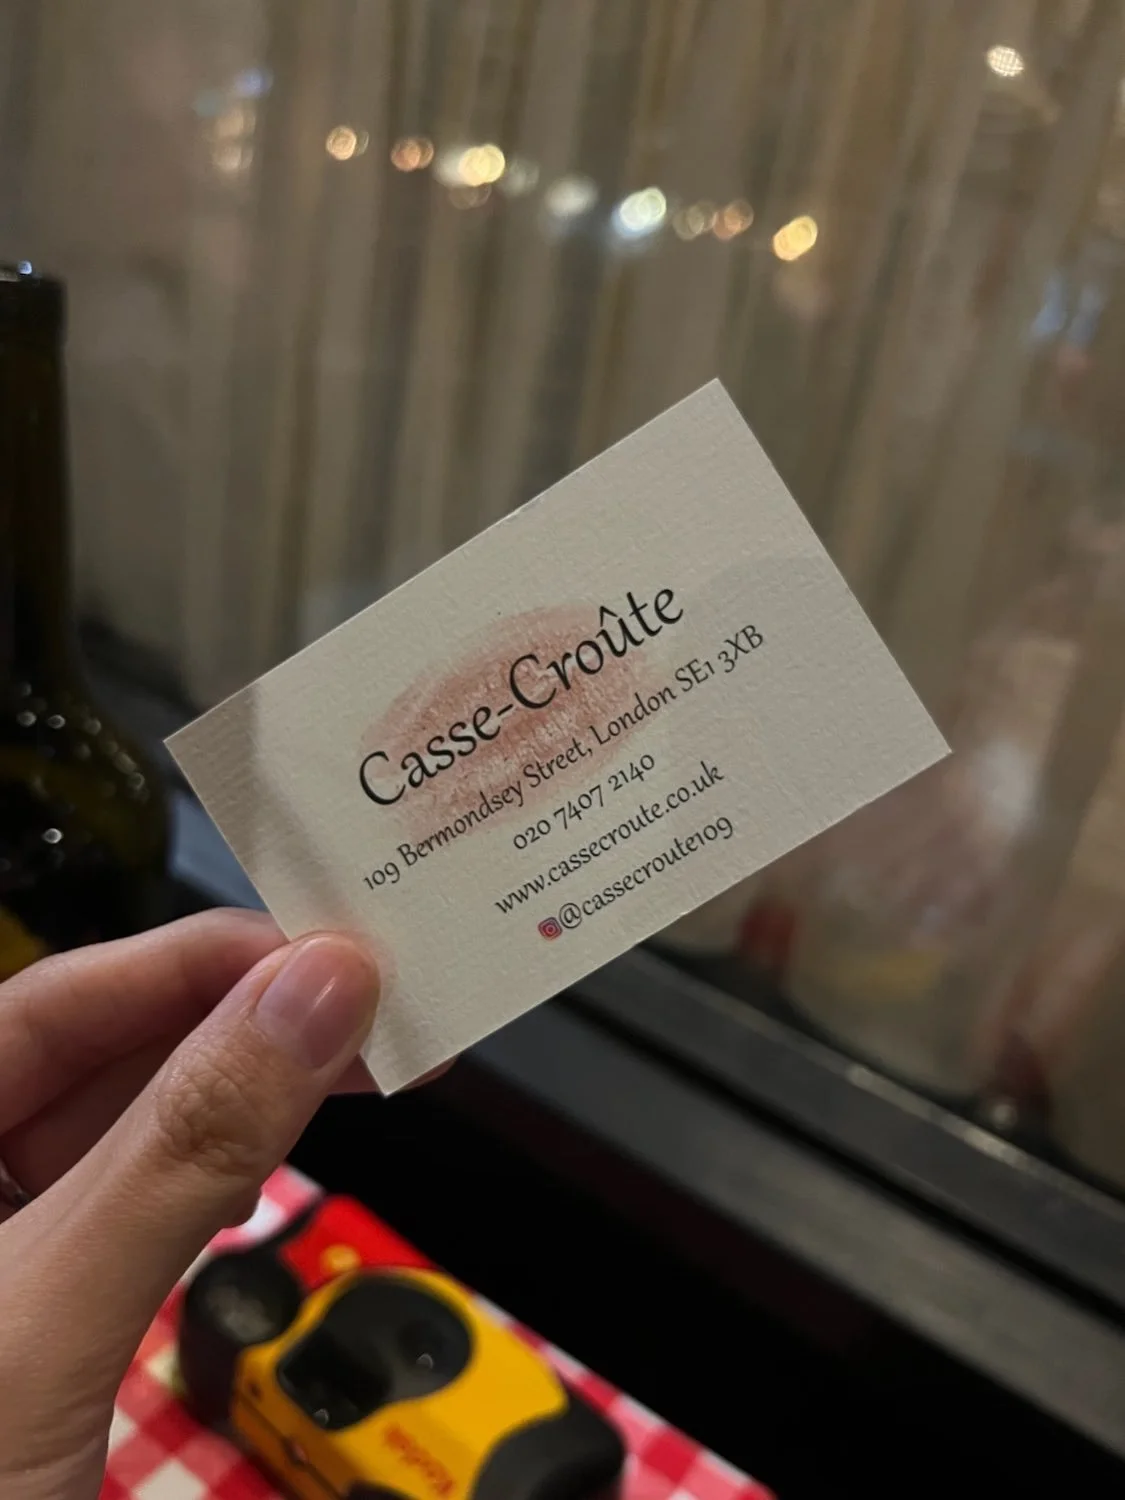 Casse-Croûte
109 Bermondsey Street, London SE1 3XB
020 7407 2140
www.cassecroute.co.uk
@cassecroute109
Kodak